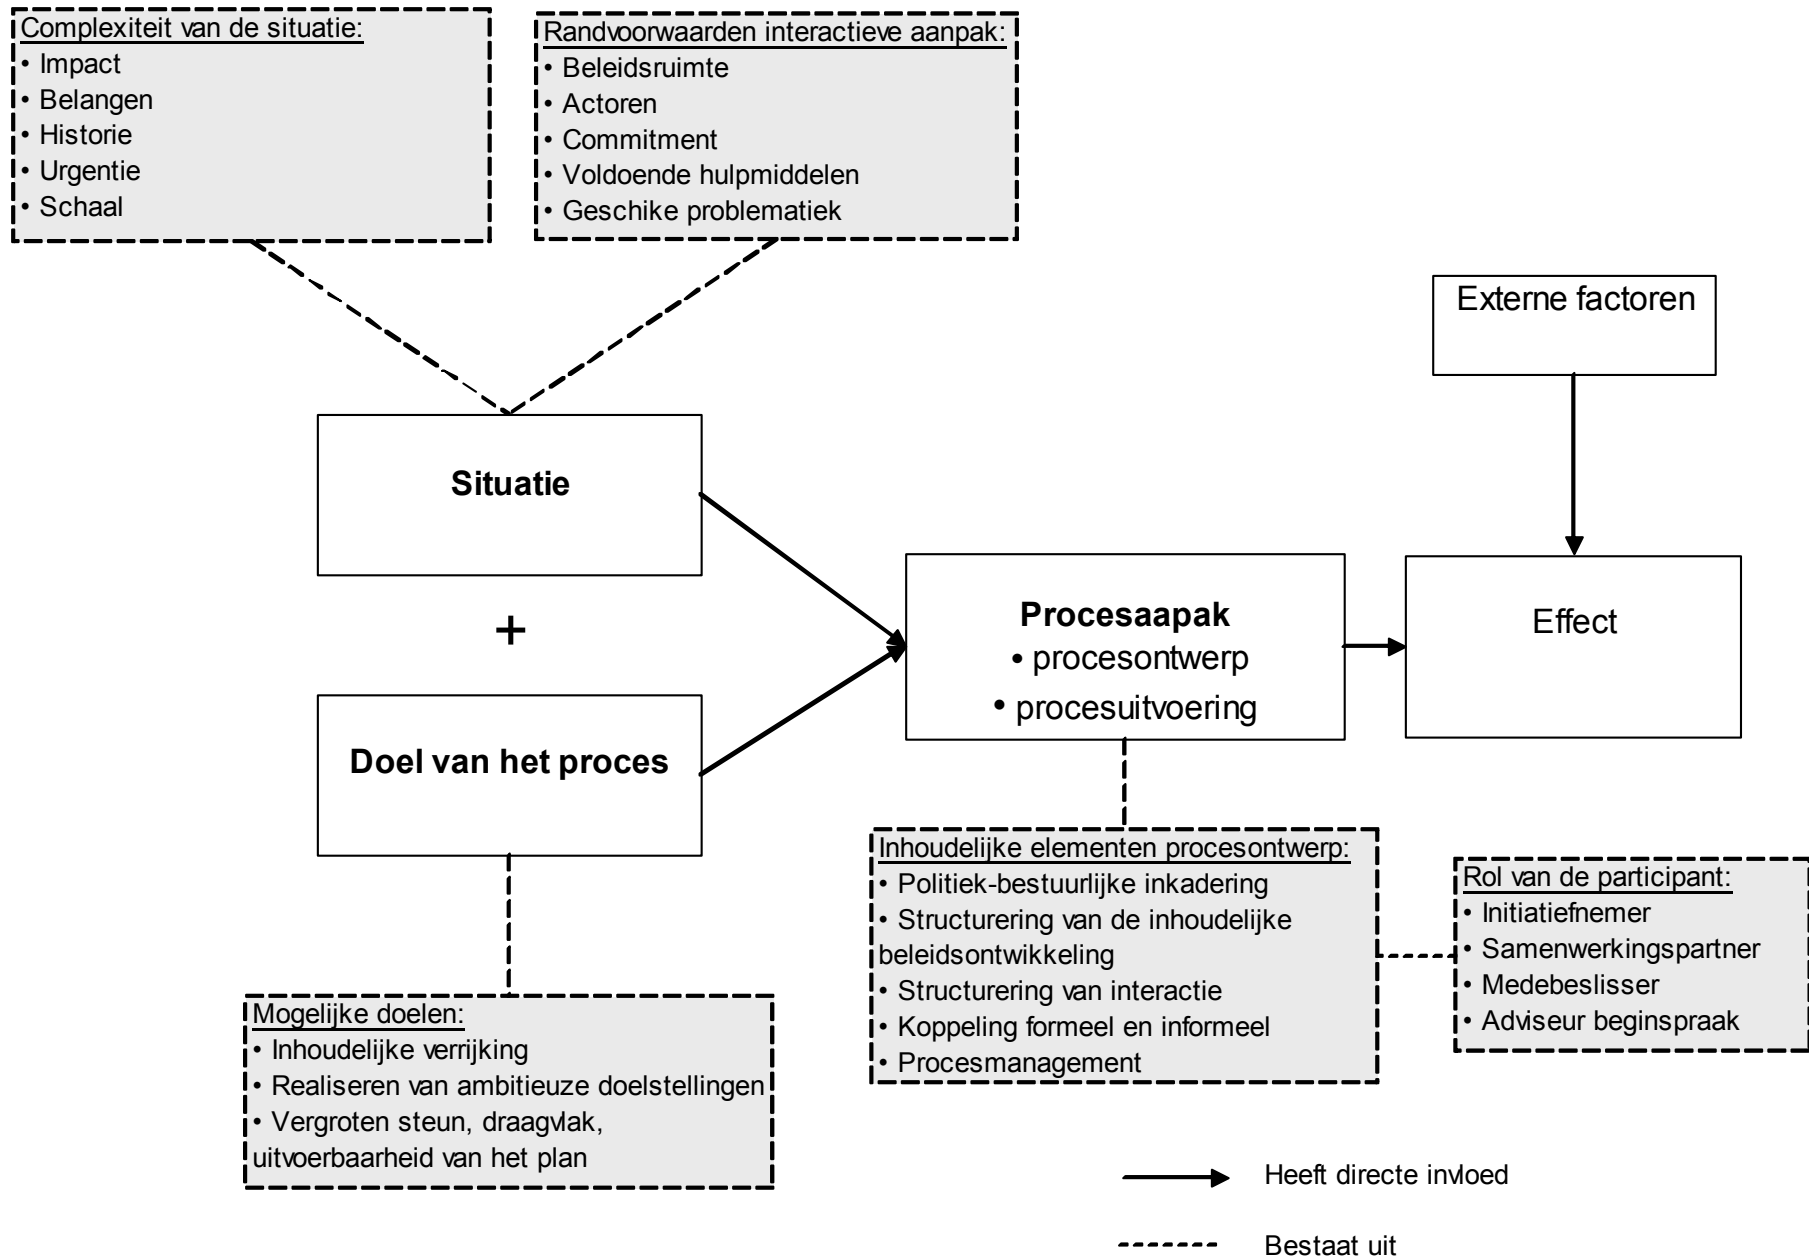 Complexiteit van de situatie:
• Impact
• Belangen
• Historie
• Urgentie
• Schaal
Randvoorwaarden interactieve aanpak:
• Beleidsruimte
• Actoren
• Commitment
• Voldoende hulpmiddelen
• Geschike problematiek
Externe factoren
Situatie
+
Doel van het proces
Procesaapak
• procesontwerp
• procesuitvoering
Effect
Inhoudelijke elementen procesontwerp:
• Politiek-bestuurlijke inkadering
• Structurering van de inhoudelijke
beleidsontwikkeling
• Structurering van interactie
• Koppeling formeel en informeel
• Procesmanagement
Rol van de participant:
• Initiatiefnemer
• Samenwerkingspartner
• Medebeslisser
• Adviseur beginspraak
Mogelijke doelen:
• Inhoudelijke verrijking
• Realiseren van ambitieuze doelstellingen
• Vergroten steun, draagvlak,
uitvoerbaarheid van het plan
Heeft directe invloed
Bestaat uit